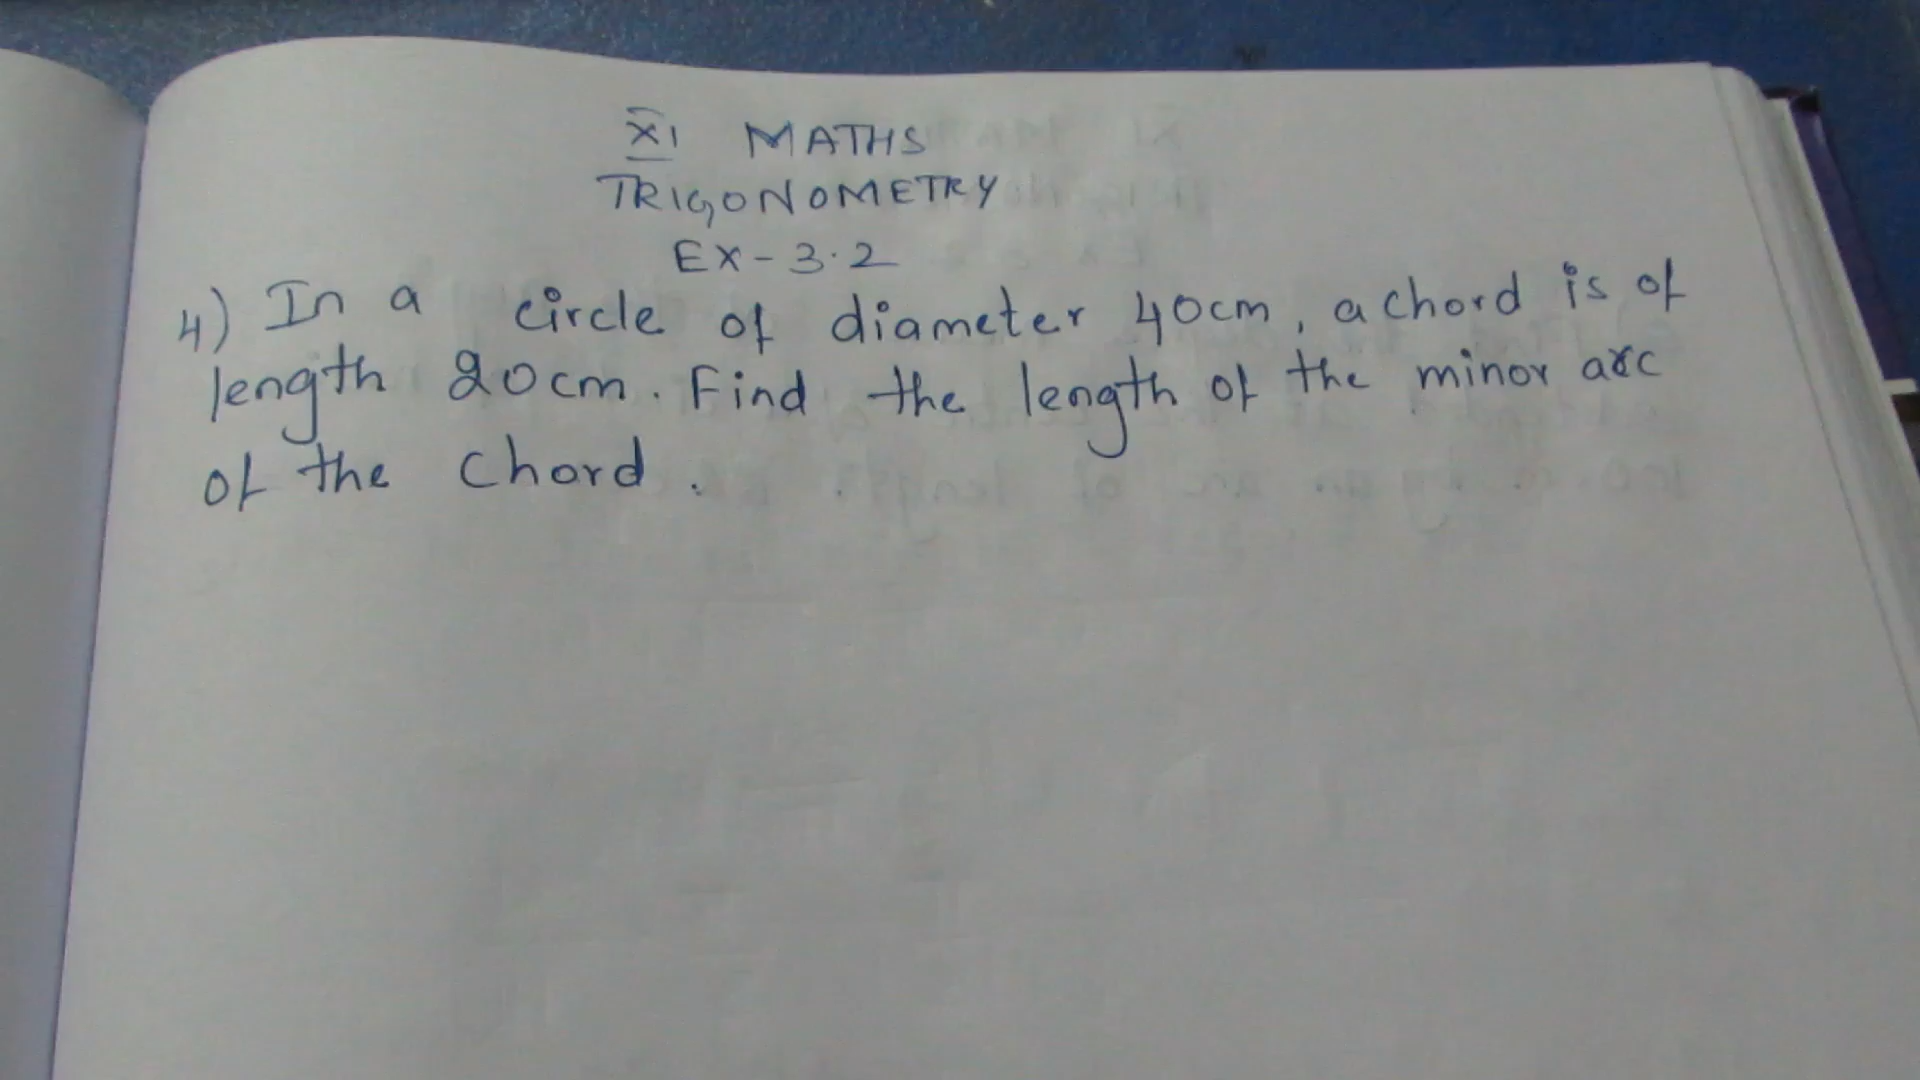 XI MATHS
TRIGONOMETRY
EX-3.2
4) In a circle of diameter 40cm, a chord is of
length 20cm. Find the length of the minor arc
of the chord.